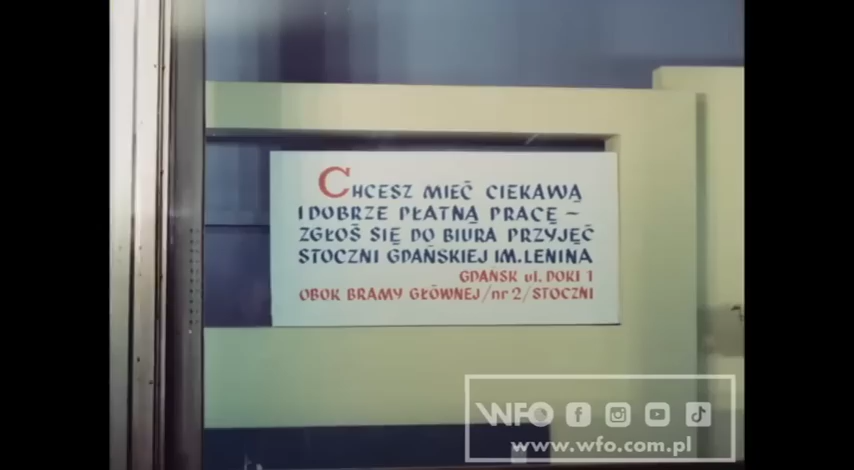 CHCESZ MIEĆ CIEKAWĄ
I DOBRZE PŁATNĄ PRACĘ –
ZGŁOŚ SIĘ DO BIURA PRZYJĘĆ
STOCZNI GDAŃSKIEJ IM. LENINA
GDAŃSK ul. DOKI 1
OBOK BRAMY GŁÓWNEJ /nr 2/ STOCZNI
WFO
www.wfo.com.pl